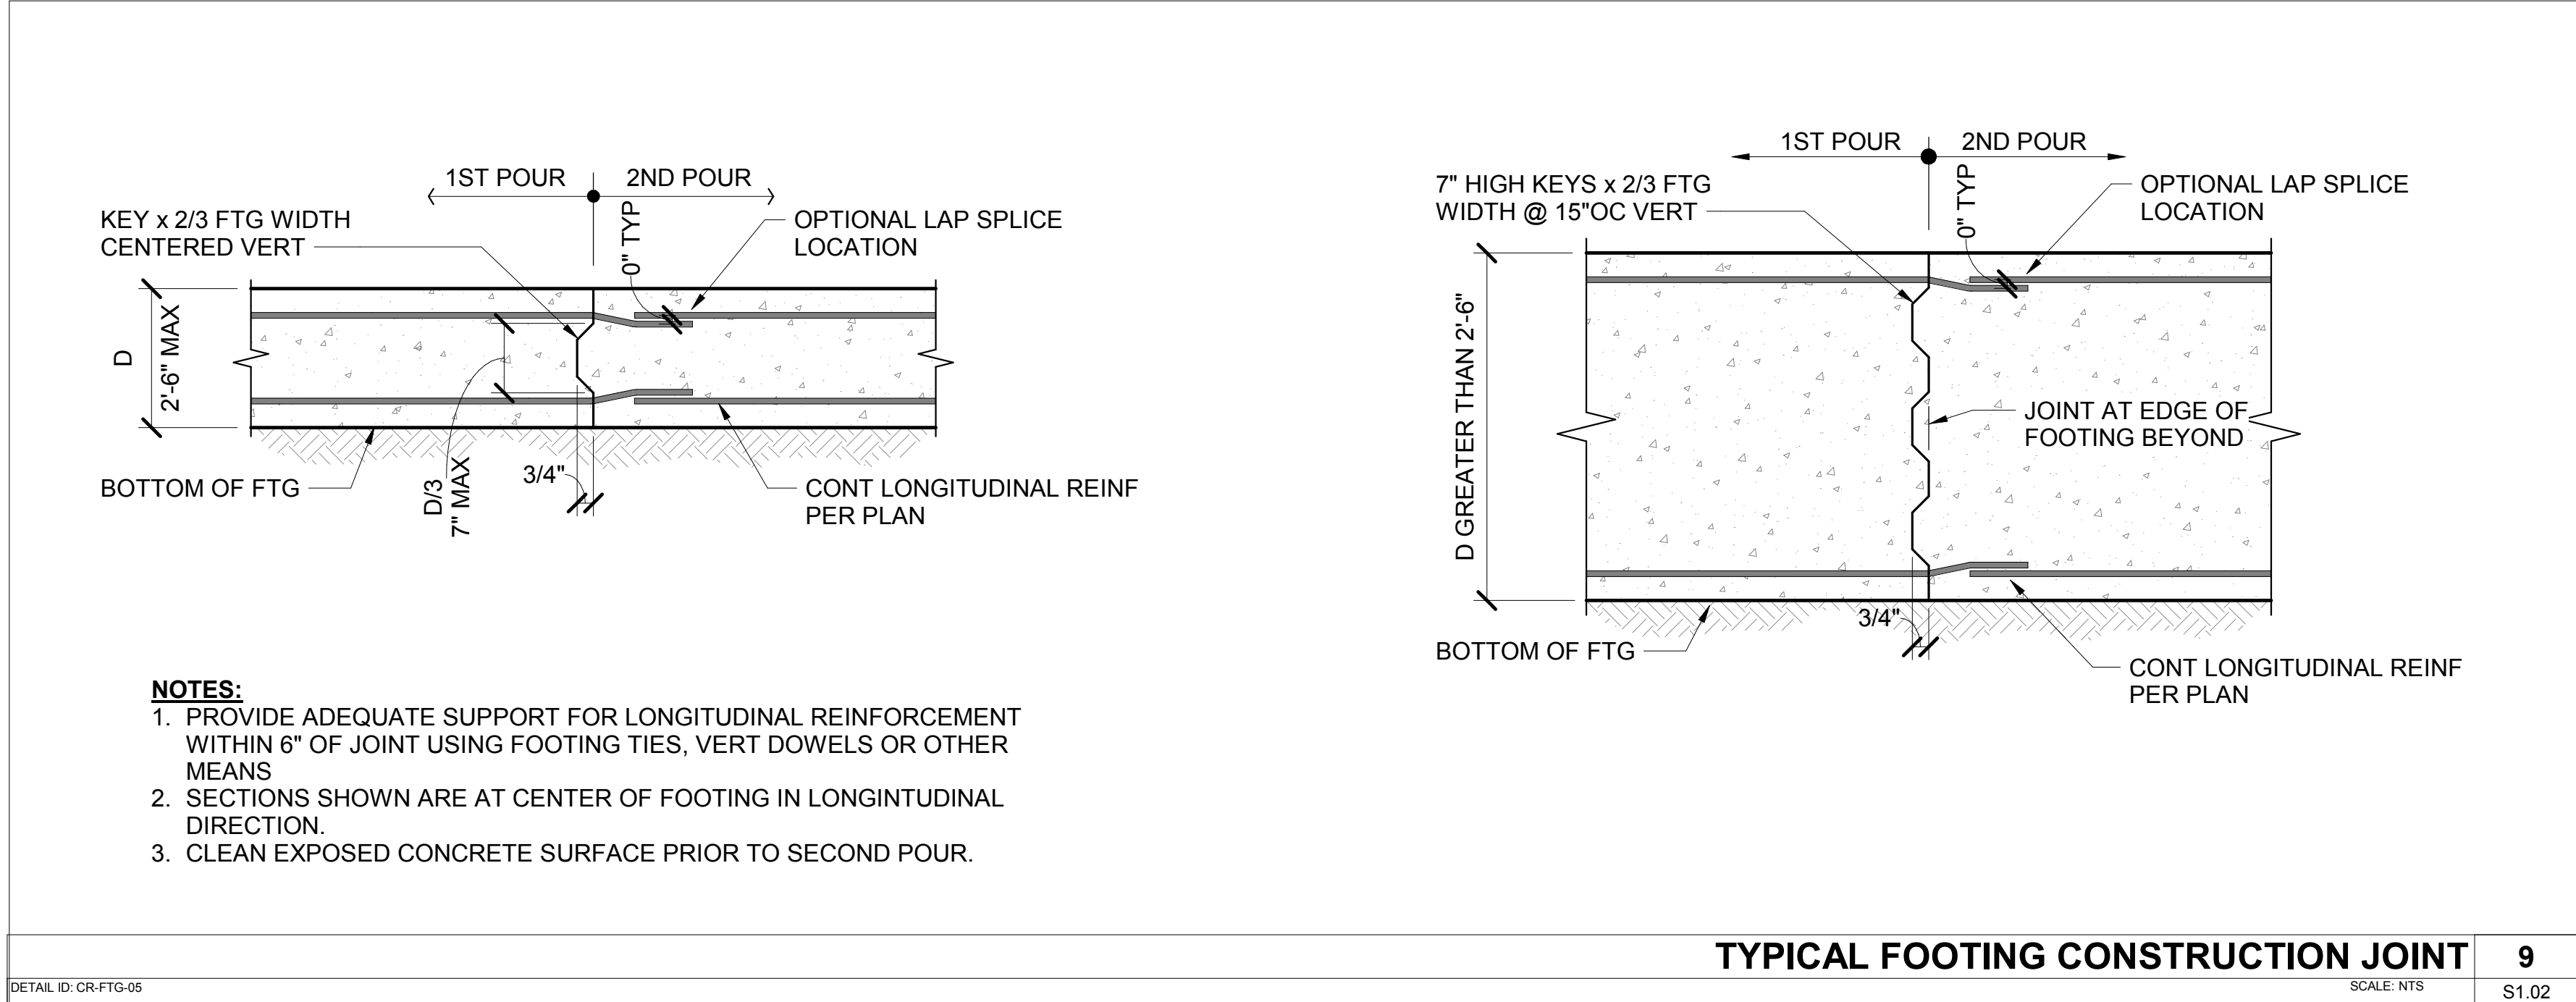 1ST POUR
2ND POUR
KEY x 2/3 FTG WIDTH
CENTERED VERT
0" TYP
OPTIONAL LAP SPLICE
LOCATION
D
2'-6" MAX
BOTTOM OF FTG
D/3
7" MAX
3/4"
CONT LONGITUDINAL REINF
PER PLAN
1ST POUR
2ND POUR
7" HIGH KEYS x 2/3 FTG
WIDTH @ 15"OC VERT
0" TYP
OPTIONAL LAP SPLICE
LOCATION
D GREATER THAN 2'-6"
JOINT AT EDGE OF
FOOTING BEYOND
3/4"
BOTTOM OF FTG
CONT LONGITUDINAL REINF
PER PLAN
NOTES:
1. PROVIDE ADEQUATE SUPPORT FOR LONGITUDINAL REINFORCEMENT
WITHIN 6" OF JOINT USING FOOTING TIES, VERT DOWELS OR OTHER
MEANS
2. SECTIONS SHOWN ARE AT CENTER OF FOOTING IN LONGINTUDINAL
DIRECTION.
3. CLEAN EXPOSED CONCRETE SURFACE PRIOR TO SECOND POUR.
TYPICAL FOOTING CONSTRUCTION JOINT
9
DETAIL ID: CR-FTG-05
SCALE: NTS
S1.02